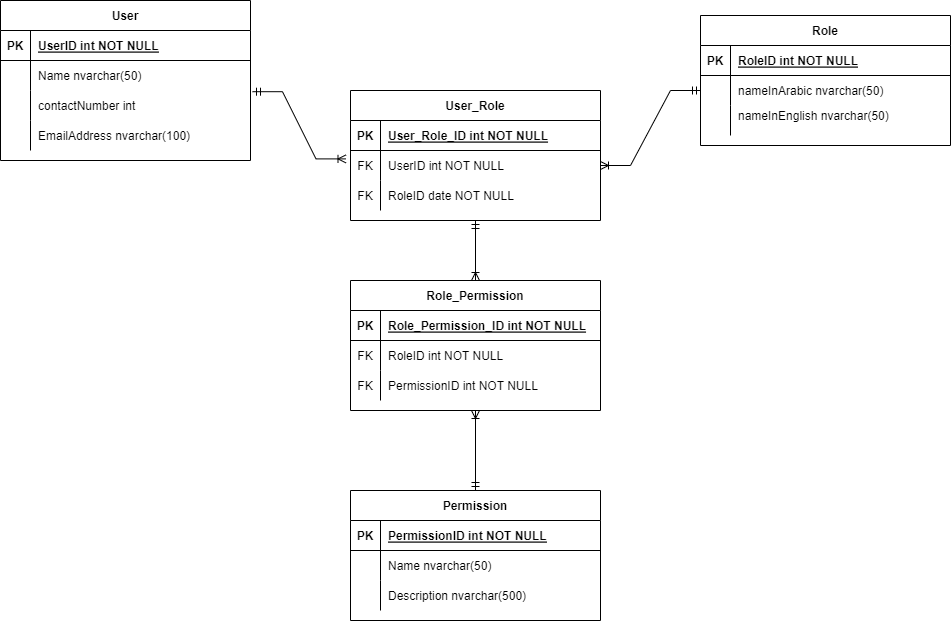 User
PK UserID int NOT NULL
Name nvarchar(50)
contactNumber int
EmailAddress nvarchar(100)
Role
PK RoleID int NOT NULL
nameInArabic nvarchar(50)
nameInEnglish nvarchar(50)
User_Role
PK User_Role_ID int NOT NULL
FK UserID int NOT NULL
FK RoleID date NOT NULL
Role_Permission
PK Role_Permission_ID int NOT NULL
FK RoleID int NOT NULL
FK PermissionID int NOT NULL
Permission
PK PermissionID int NOT NULL
Name nvarchar(50)
Description nvarchar(500)